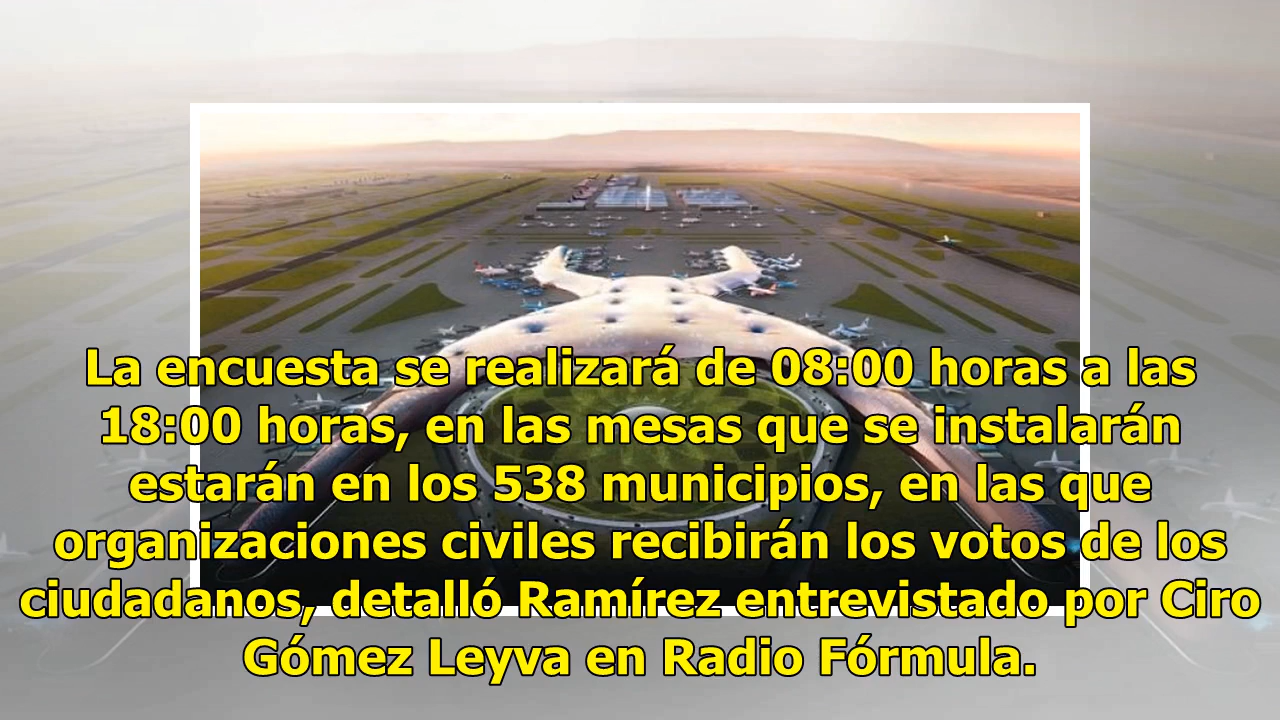 La encuesta se realizará de 08:00 horas a las
18:00 horas, en las mesas que se instalarán
estarán en los 538 municipios, en las que
organizaciones civiles recibirán los votos de los
ciudadanos, detalló Ramírez entrevistado por Ciro
Gómez Leyva en Radio Fórmula.